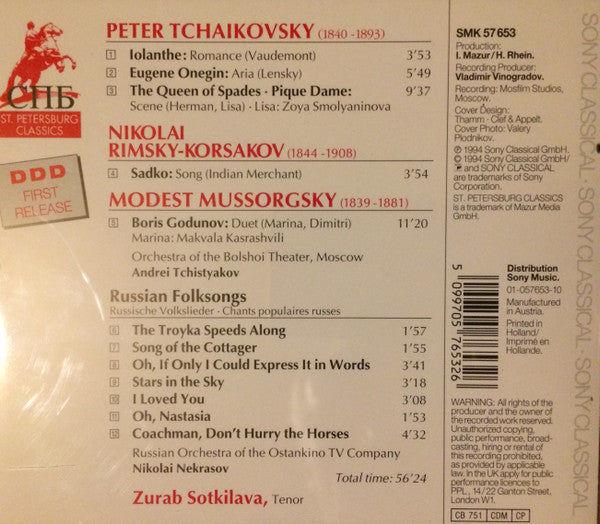 СПБ
ST. PETERSBURG
CLASSICS
DDD
FIRST
RELEASE
PETER TCHAIKOVSKY (1840 -1893)
1 Iolanthe: Romance (Vaudemont) 3'53
2 Eugene Onegin: Aria (Lensky) 5'49
3 The Queen of Spades · Pique Dame: 9'37
Scene (Herman, Lisa) · Lisa: Zoya Smolyaninova
NIKOLAI
RIMSKY-KORSAKOV (1844 -1908)
4 Sadko: Song (Indian Merchant) 3'54
MODEST MUSSORGSKY (1839 -1881)
5 Boris Godunov: Duet (Marina, Dimitri) 11'20
Marina: Makvala Kasrashvili
Orchestra of the Bolshoi Theater, Moscow
Andrei Tchistyakov
Russian Folksongs
Russische Volkslieder · Chants populaires russes
6 The Troyka Speeds Along 1'57
7 Song of the Cottager 1'55
8 Oh, If Only I Could Express It in Words 3'41
9 Stars in the Sky 3'18
10 I Loved You 3'08
11 Oh, Nastasia 1'53
12 Coachman, Don't Hurry the Horses 4'32
Russian Orchestra of the Ostankino TV Company
Nikolai Nekrasov
Total time: 56'24
Zurab Sotkilava, Tenor
SMK 57653
Production:
I. Mazur/H. Rhein.
Recording Producer:
Vladimir Vinogradov.
Recording: Mosfilm Studios,
Moscow.
Cover Design:
Thamm · Clef & Appelt.
Cover Photo: Valery
Plodnikov.
℗ 1994 Sony Classical GmbH.
© 1994 Sony Classical GmbH/
and SONY CLASSICAL
are trademarks of Sony
Corporation.
ST. PETERSBURG CLASSICS
is a trademark of Mazur Media
GmbH.
5 099705 765326
Distribution
Sony Music.
01-057653-10
Manufactured
in Austria.
Printed in
Holland/
Imprimé en
Hollande.
WARNING: All rights of the
producer and the owner of
the recorded work reserved.
Unauthorized copying,
public performance, broad-
casting, hiring or rental of
this recording prohibited,
as provided by applicable
law. In the UK apply for public
performance licences to
PPL, 14/22 Ganton Street,
London W1.
CB 751 CDM CP
SONY CLASSICAL · SONY CLASSICAL · SONY CLASSICAL